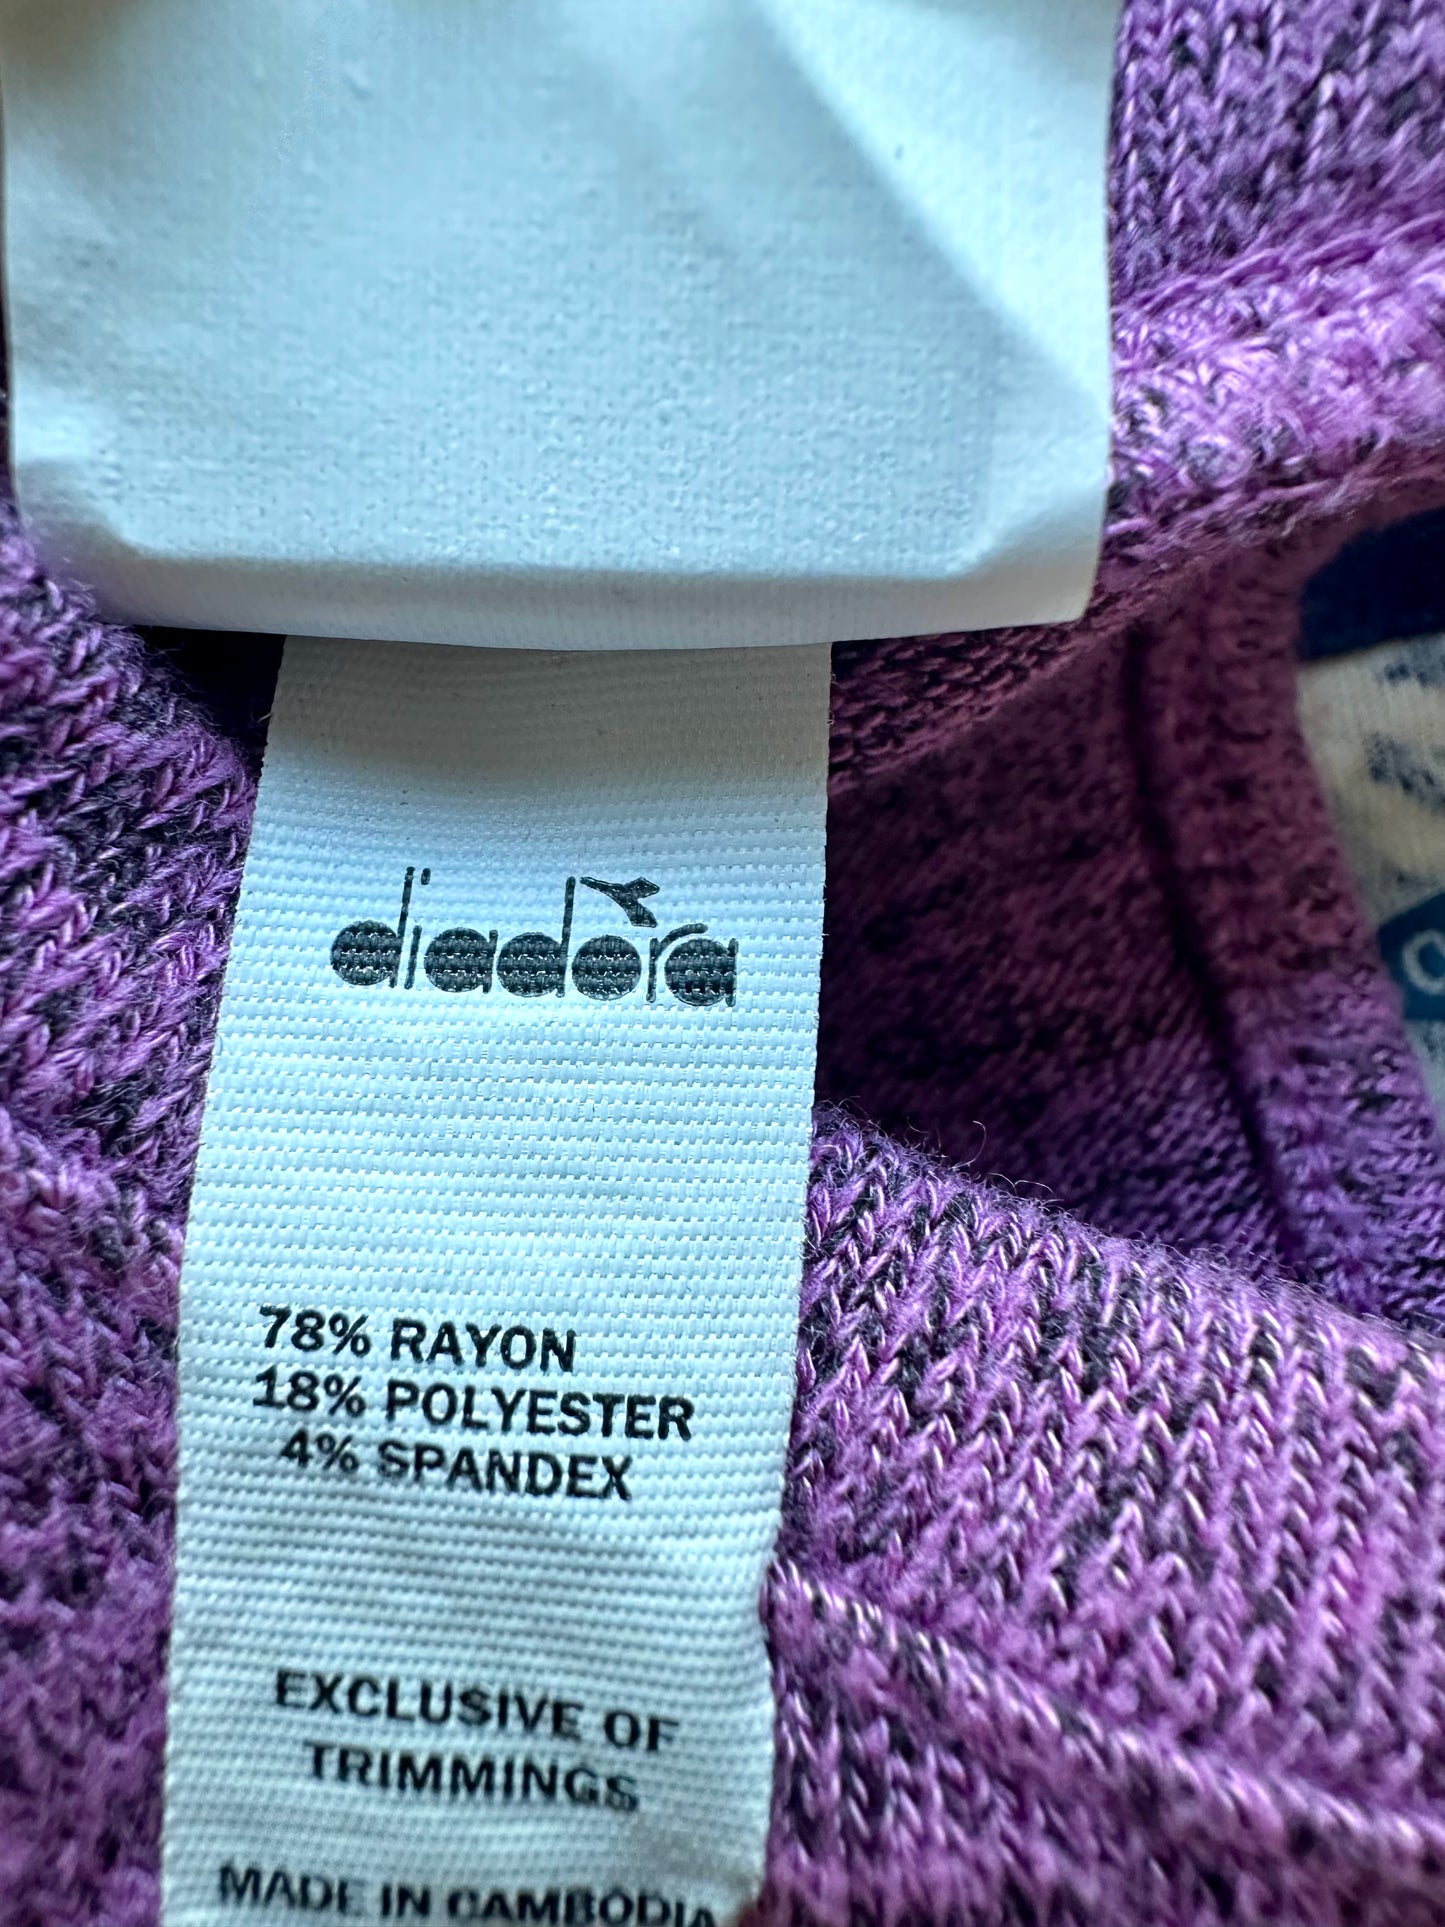 diadora
78% RAYON
18% POLYESTER
4% SPANDEX
EXCLUSIVE OF
TRIMMINGS
MADE IN CAMBODIA